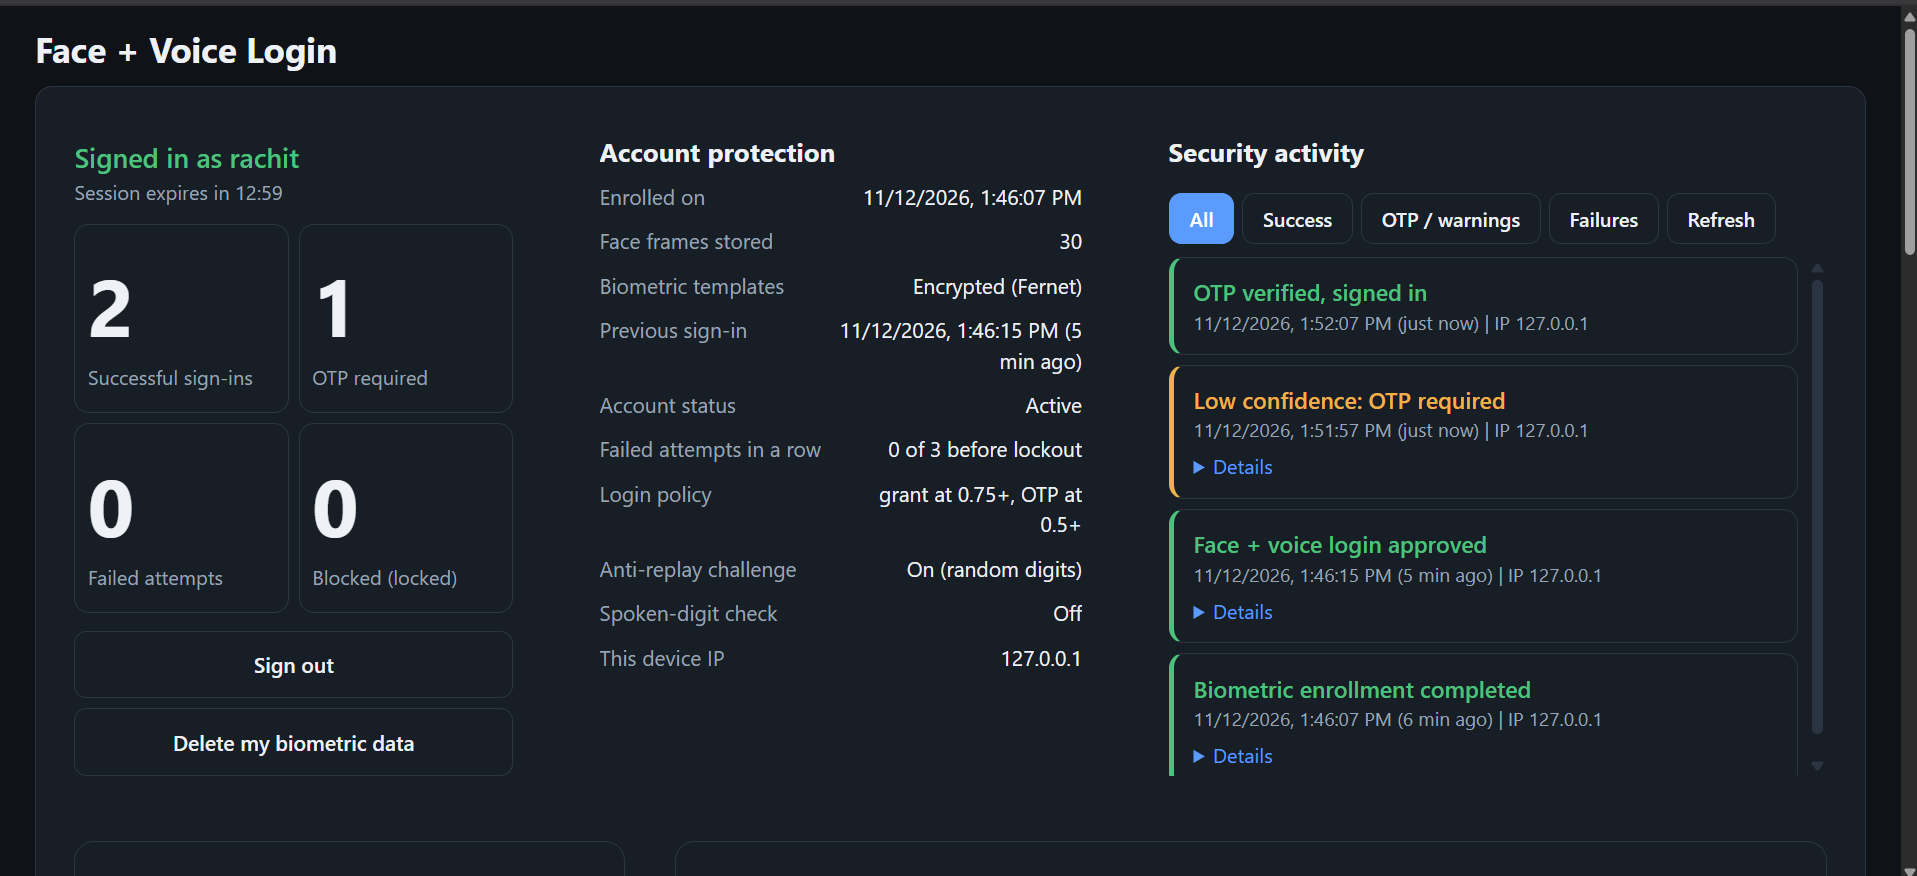 Face + Voice Login
Signed in as rachit
Session expires in 12:59
2
Successful sign-ins
1
OTP required
0
Failed attempts
0
Blocked (locked)
Sign out
Delete my biometric data
Account protection
Enrolled on 11/12/2026, 1:46:07 PM
Face frames stored 30
Biometric templates Encrypted (Fernet)
Previous sign-in 11/12/2026, 1:46:15 PM (5
min ago)
Account status Active
Failed attempts in a row 0 of 3 before lockout
Login policy grant at 0.75+, OTP at
0.5+
Anti-replay challenge On (random digits)
Spoken-digit check Off
This device IP 127.0.0.1
Security activity
All Success OTP / warnings Failures Refresh
OTP verified, signed in
11/12/2026, 1:52:07 PM (just now) | IP 127.0.0.1
Low confidence: OTP required
11/12/2026, 1:51:57 PM (just now) | IP 127.0.0.1
Details
Face + voice login approved
11/12/2026, 1:46:15 PM (5 min ago) | IP 127.0.0.1
Details
Biometric enrollment completed
11/12/2026, 1:46:07 PM (6 min ago) | IP 127.0.0.1
Details